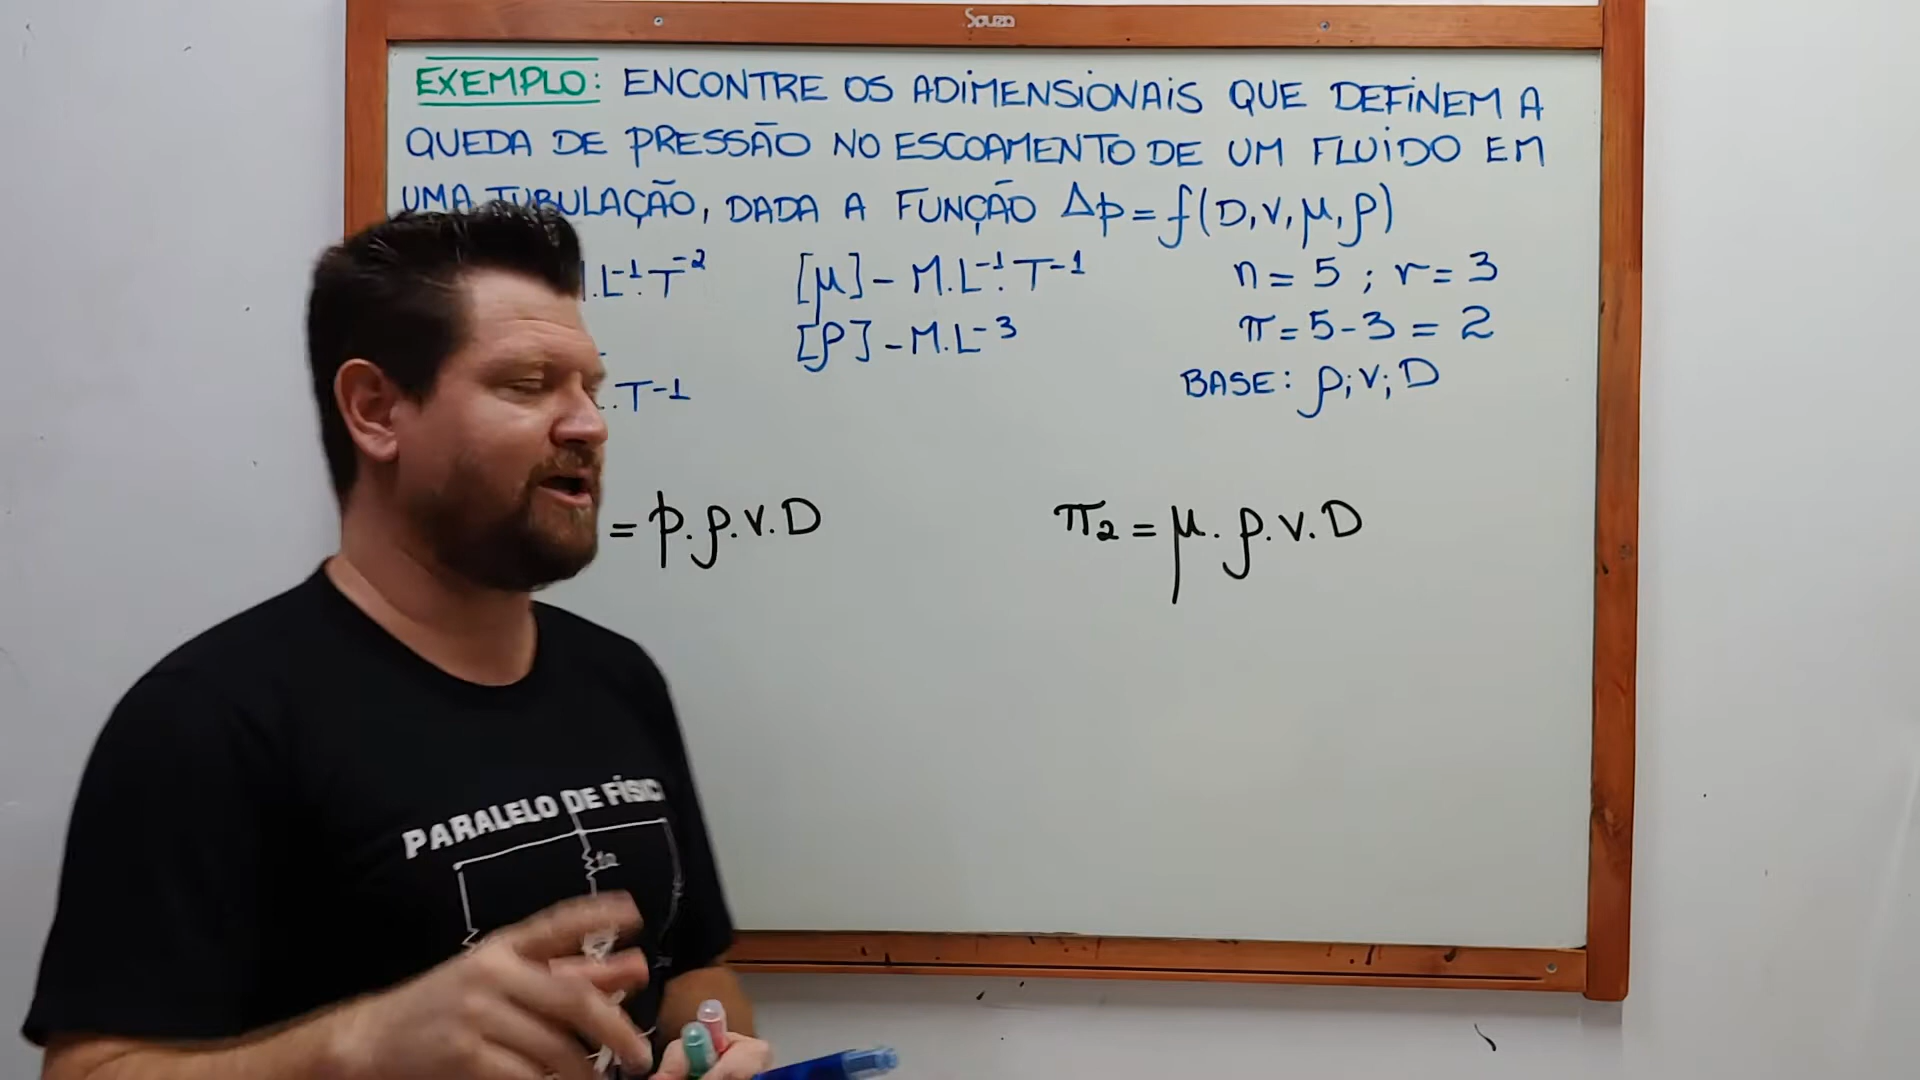 Souza
EXEMPLO: ENCONTRE OS ADIMENSIONAIS QUE DEFINEM A
QUEDA DE PRESSÃO NO ESCOAMENTO DE UM FLUIDO EM
UMA TUBULAÇÃO, DADA A FUNÇÃO Δp = f(D, v, μ, ρ)
.L⁻¹.T⁻² [μ] - M.L⁻¹.T⁻¹ n = 5 ; r = 3
[ρ] - M.L⁻³ π = 5 - 3 = 2
.T⁻¹ BASE: ρ; v; D
= p.ρ.v.D π₂ = μ.ρ.v.D
PARALELO DE